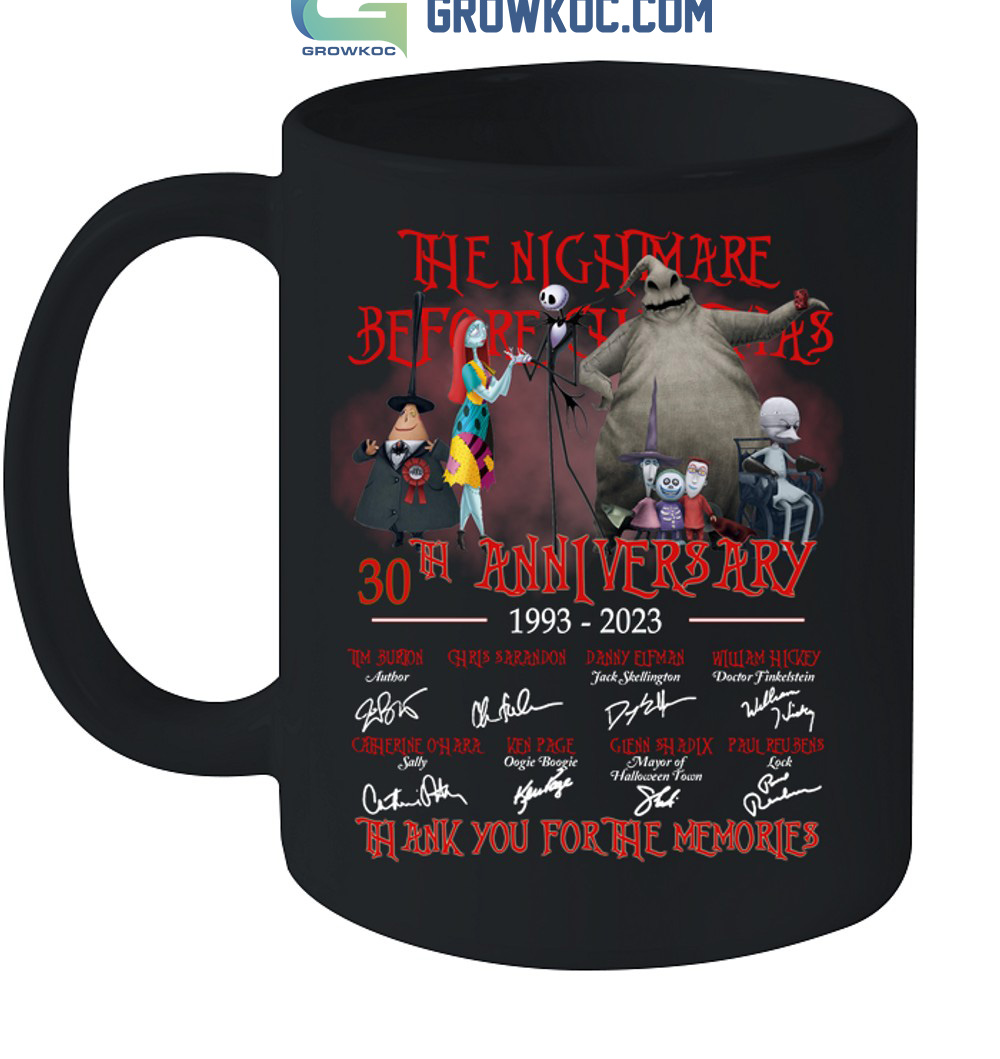 GROWKOC.COM
GROWKOC
THE NIGHTMARE
BEFORE CHRISTMAS
30TH ANNIVERSARY
1993 - 2023
TIM BURTON CHRIS SARANDON DANNY ELFMAN WILLIAM HICKEY
Author Jack Skellington Doctor Finkelstein
CATHERINE O'HARA KEN PAGE GLENN SHADIX PAUL REUBENS
Sally Oogie Boogie Mayor of Halloween Town Lock
THANK YOU FOR THE MEMORIES